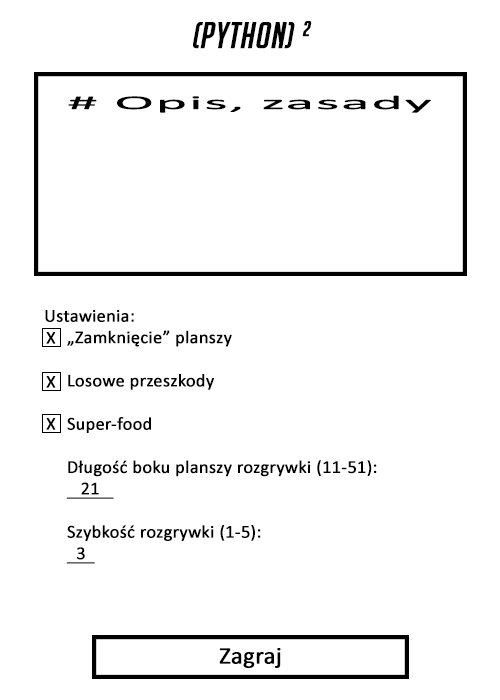 (PYTHON) ²
# Opis, zasady
Ustawienia:
X „Zamknięcie” planszy
X Losowe przeszkody
X Super-food
Długość boku planszy rozgrywki (11-51):
21
Szybkość rozgrywki (1-5):
3
Zagraj